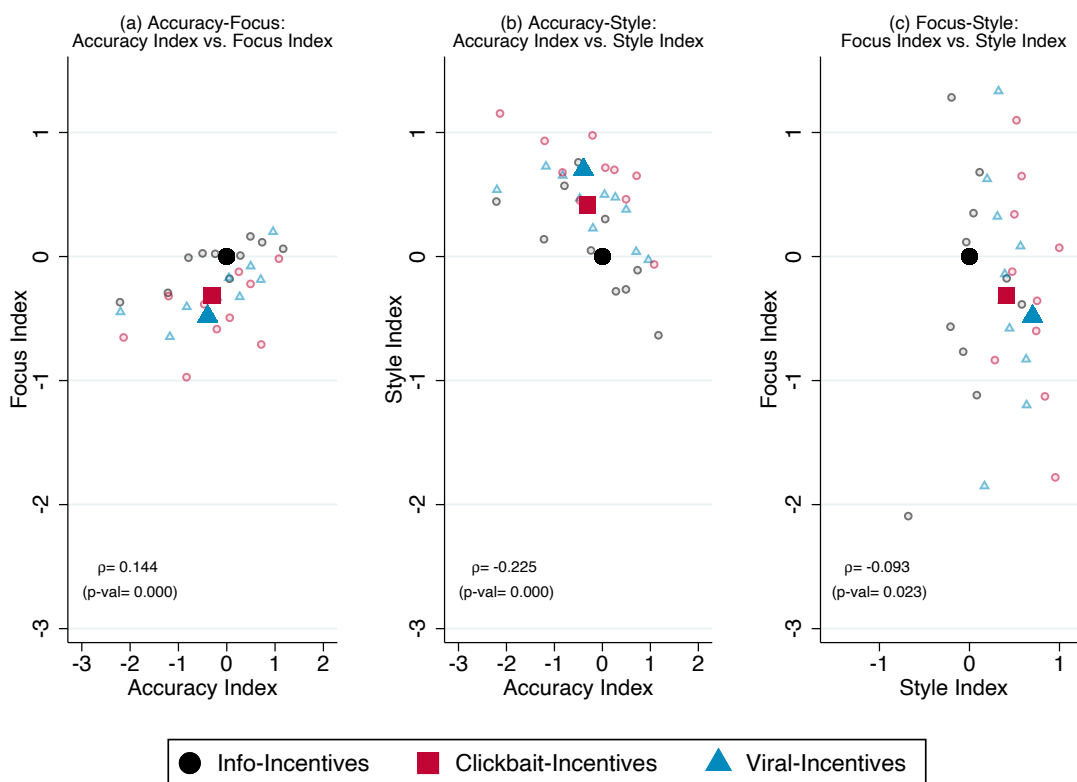 (a) Accuracy-Focus:
Accuracy Index vs. Focus Index
Focus Index
1
0
-1
-2
-3
ρ= 0.144
(p-val= 0.000)
-3 -2 -1 0 1 2
Accuracy Index
(b) Accuracy-Style:
Accuracy Index vs. Style Index
Style Index
1
0
-1
-2
-3
ρ= -0.225
(p-val= 0.000)
-3 -2 -1 0 1 2
Accuracy Index
(c) Focus-Style:
Focus Index vs. Style Index
Focus Index
1
0
-1
-2
-3
ρ= -0.093
(p-val= 0.023)
-1 0 1
Style Index
Info-Incentives Clickbait-Incentives Viral-Incentives